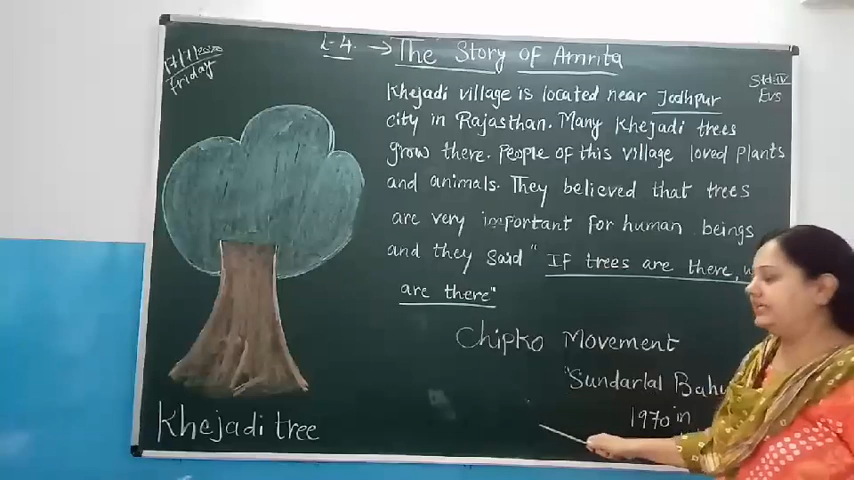 17/7/2020
Friday
L-4. → The Story of Amrita
Std:-IV
Evs
Khejadi village is located near Jodhpur
city in Rajasthan. Many Khejadi trees
grow there. People of this village loved Plants
and animals. They believed that trees
are very important for human beings
and they said " If trees are there,
are there"
Chipko Movement
"Sundarlal
1970 in
Khejadi tree